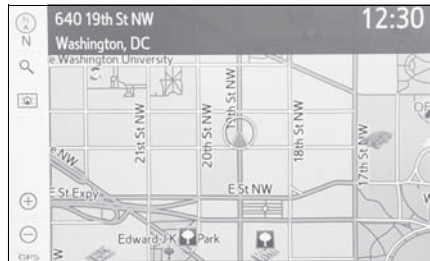 640 19th St NW
12:30
Washington, DC
N
e Washington University
21st St NW
20th St NW
19th St NW
18th St NW
17th St NW
e NW
E St Expy
E St NW
Edward J K Park
GPS